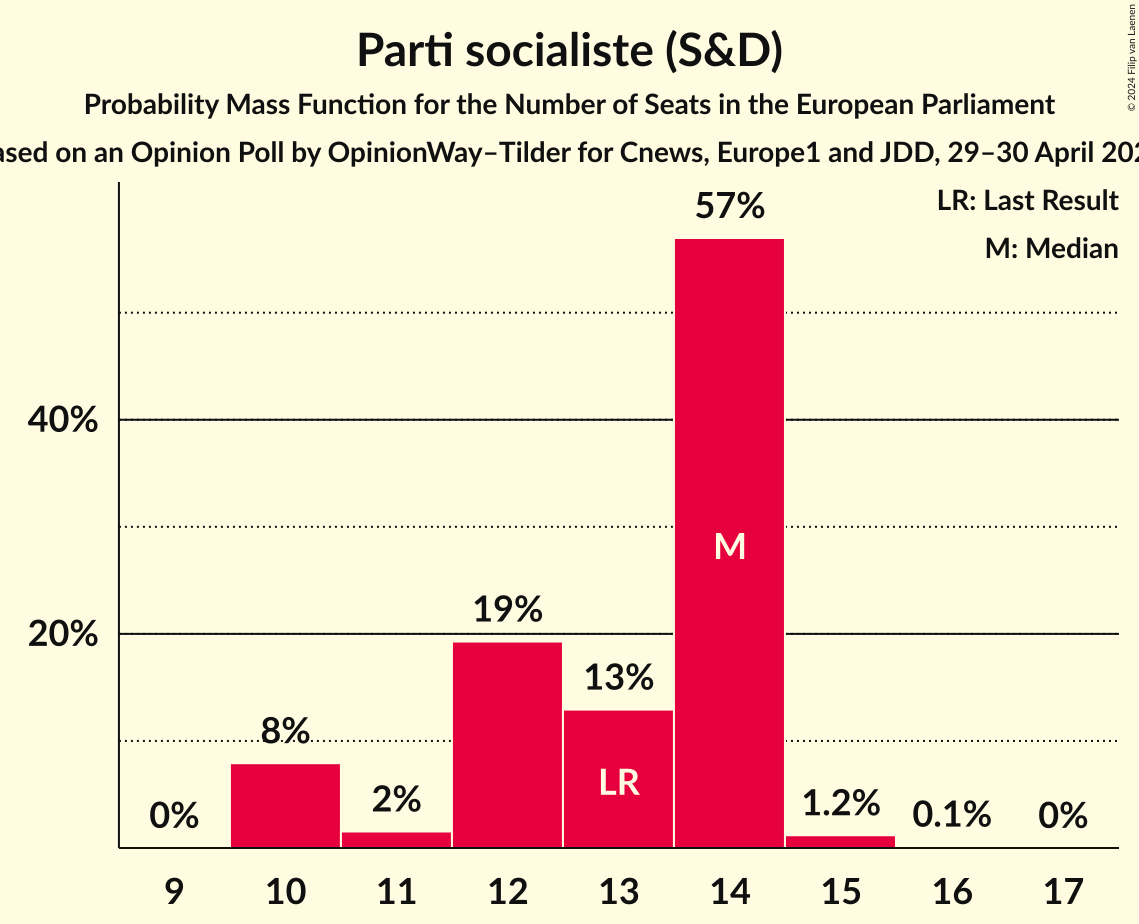 Parti socialiste (S&D)
Probability Mass Function for the Number of Seats in the European Parliament
on an Opinion Poll by OpinionWay–Tilder for Cnews, Europe1 and JDD, 29–30 April
© 2024 Filip van Laenen
LR: Last Result
M: Median
57%
40%
M
19%
20%
13%
8%
LR
0%
2%
1.2%
0.1%
0%
9 10 11 12 13 14 15 16 17